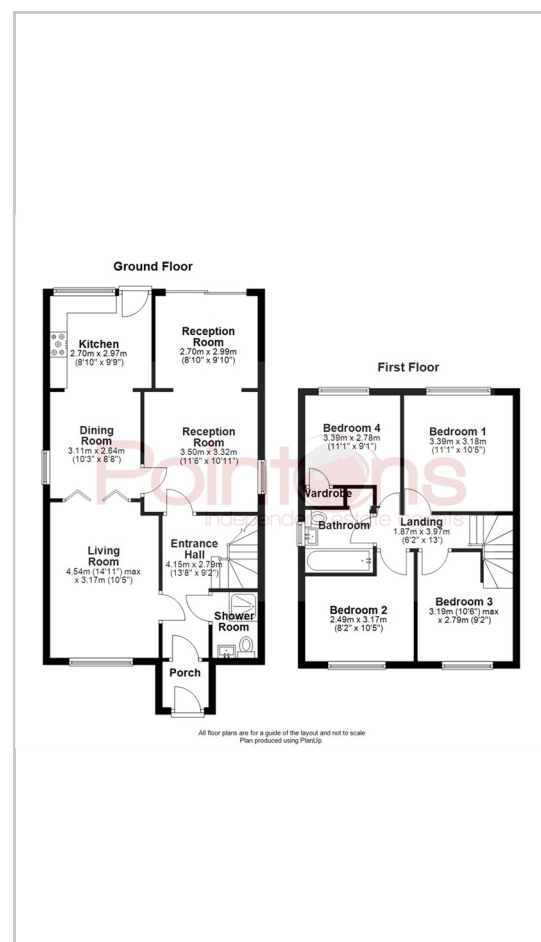 Ground Floor
Kitchen
2.70m x 2.97m
(8'10" x 9'9")
Reception
Room
2.70m x 2.99m
(8'10" x 9'10")
Dining
Room
3.11m x 2.64m
(10'3" x 8'8")
Reception
Room
3.50m x 3.32m
(11'6" x 10'11")
Living
Room
4.54m (14'11") max
x 3.17m (10'5")
Entrance
Hall
4.15m x 2.79m
(13'8" x 9'2")
Shower
Room
Porch
First Floor
Bedroom 4
3.39m x 2.78m
(11'1" x 9'1")
Bedroom 1
3.39m x 3.18m
(11'1" x 10'5")
Wardrobe
Bathroom
Landing
1.87m x 3.97m
(6'2" x 13')
Bedroom 2
2.49m x 3.17m
(8'2" x 10'5")
Bedroom 3
3.19m (10'6") max
x 2.79m (9'2")
Pointons
independent estate agents
All floor plans are for a guide of the layout and not to scale
Plan produced using PlanUp.